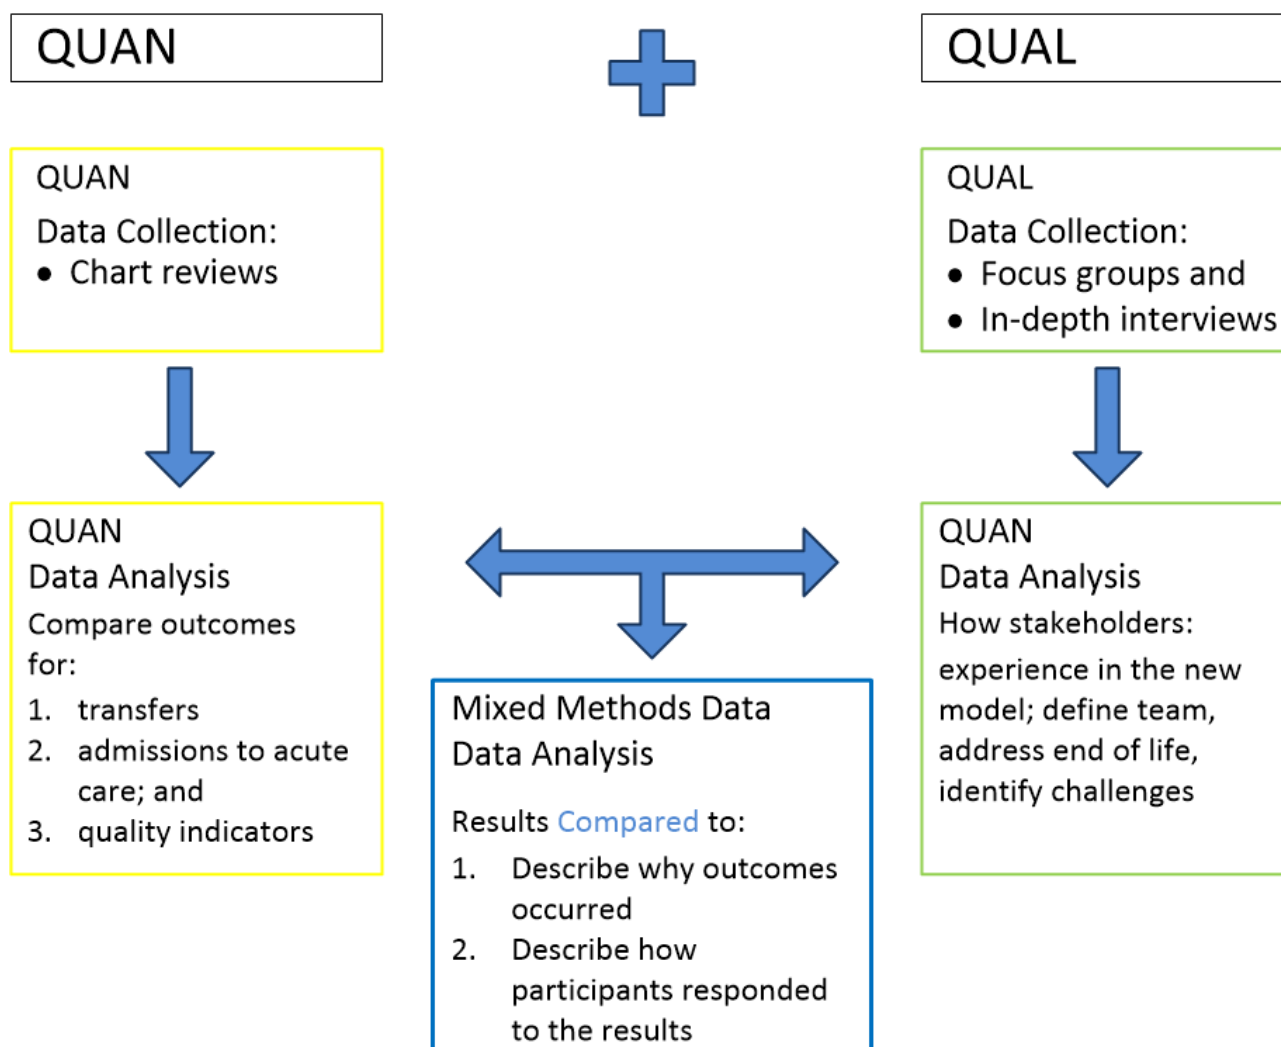 QUAN
QUAL
QUAN
Data Collection:
• Chart reviews
QUAL
Data Collection:
• Focus groups and
• In-depth interviews
QUAN
Data Analysis
Compare outcomes
for:
1. transfers
2. admissions to acute
care; and
3. quality indicators
Mixed Methods Data
Data Analysis
Results Compared to:
1. Describe why outcomes
occurred
2. Describe how
participants responded
to the results
QUAN
Data Analysis
How stakeholders:
experience in the new
model; define team,
address end of life,
identify challenges